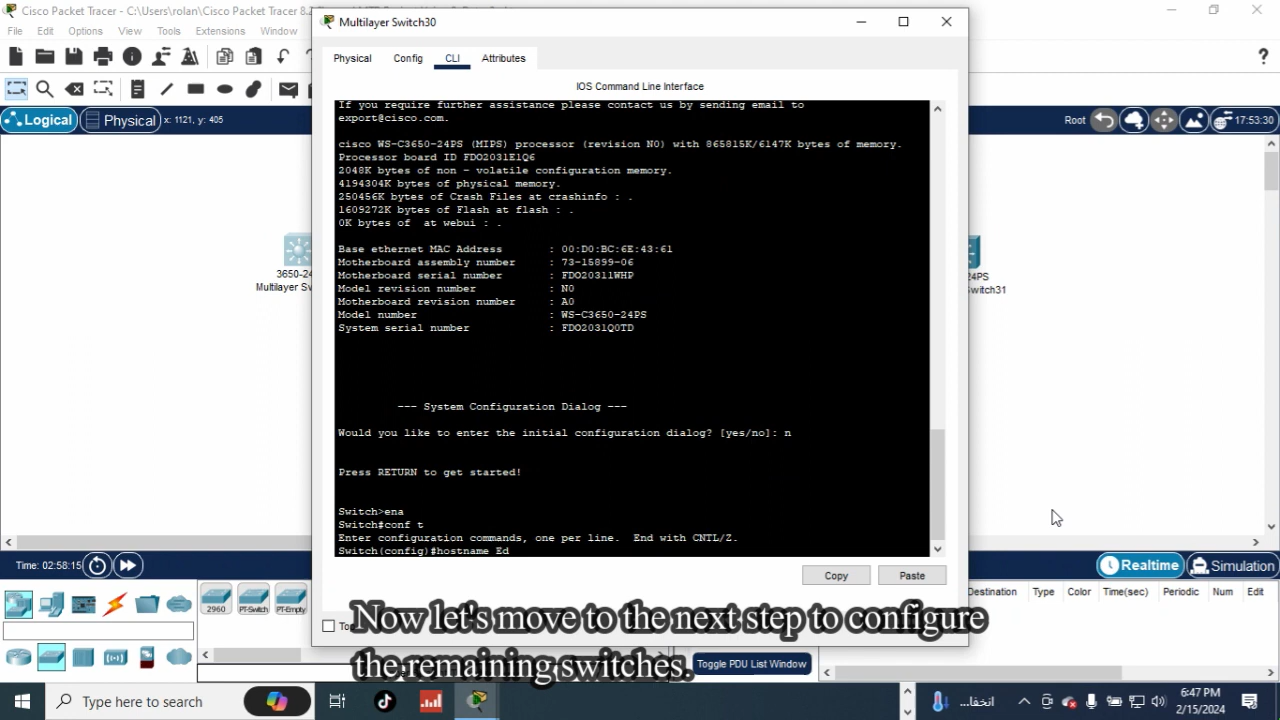 Cisco Packet Tracer - C:\Users\rolan\Cisco Packet Tracer 8.
File Edit Options View Tools Extensions Window
Multilayer Switch30
Physical Config CLI Attributes
IOS Command Line Interface
Logical Physical x: 1121, y: 405
Root 17:53:30
If you require further assistance please contact us by sending email to
export@cisco.com.
cisco WS-C3650-24PS (MIPS) processor (revision N0) with 865815K/6147K bytes of memory.
Processor board ID FDO2031E1Q6
2048K bytes of non - volatile configuration memory.
4194304K bytes of physical memory.
250456K bytes of Crash Files at crashinfo : .
1609272K bytes of Flash at flash : .
0K bytes of  at webui : .
Base ethernet MAC Address : 00:D0:BC:6E:43:61
Motherboard assembly number : 73-15899-06
Motherboard serial number : FDO20311WHP
Model revision number : N0
Motherboard revision number : A0
Model number : WS-C3650-24PS
System serial number : FDO2031Q0TD
3650-24
Multilayer Sw
24PS
witch31
--- System Configuration Dialog ---
Would you like to enter the initial configuration dialog? [yes/no]: n
Press RETURN to get started!
Switch>ena
Switch#conf t
Enter configuration commands, one per line.  End with CNTL/Z.
Switch(config)#hostname Ed
Copy Paste
Time: 02:58:15
Realtime Simulation
2960 PT-Switch PT-Empty
Destination Type Color Time(sec) Periodic Num Edit
Now let's move to the next step to configure
the remaining switches.
Toggle PDU List Window
Type here to search
انخفا...
6:47 PM
2/15/2024